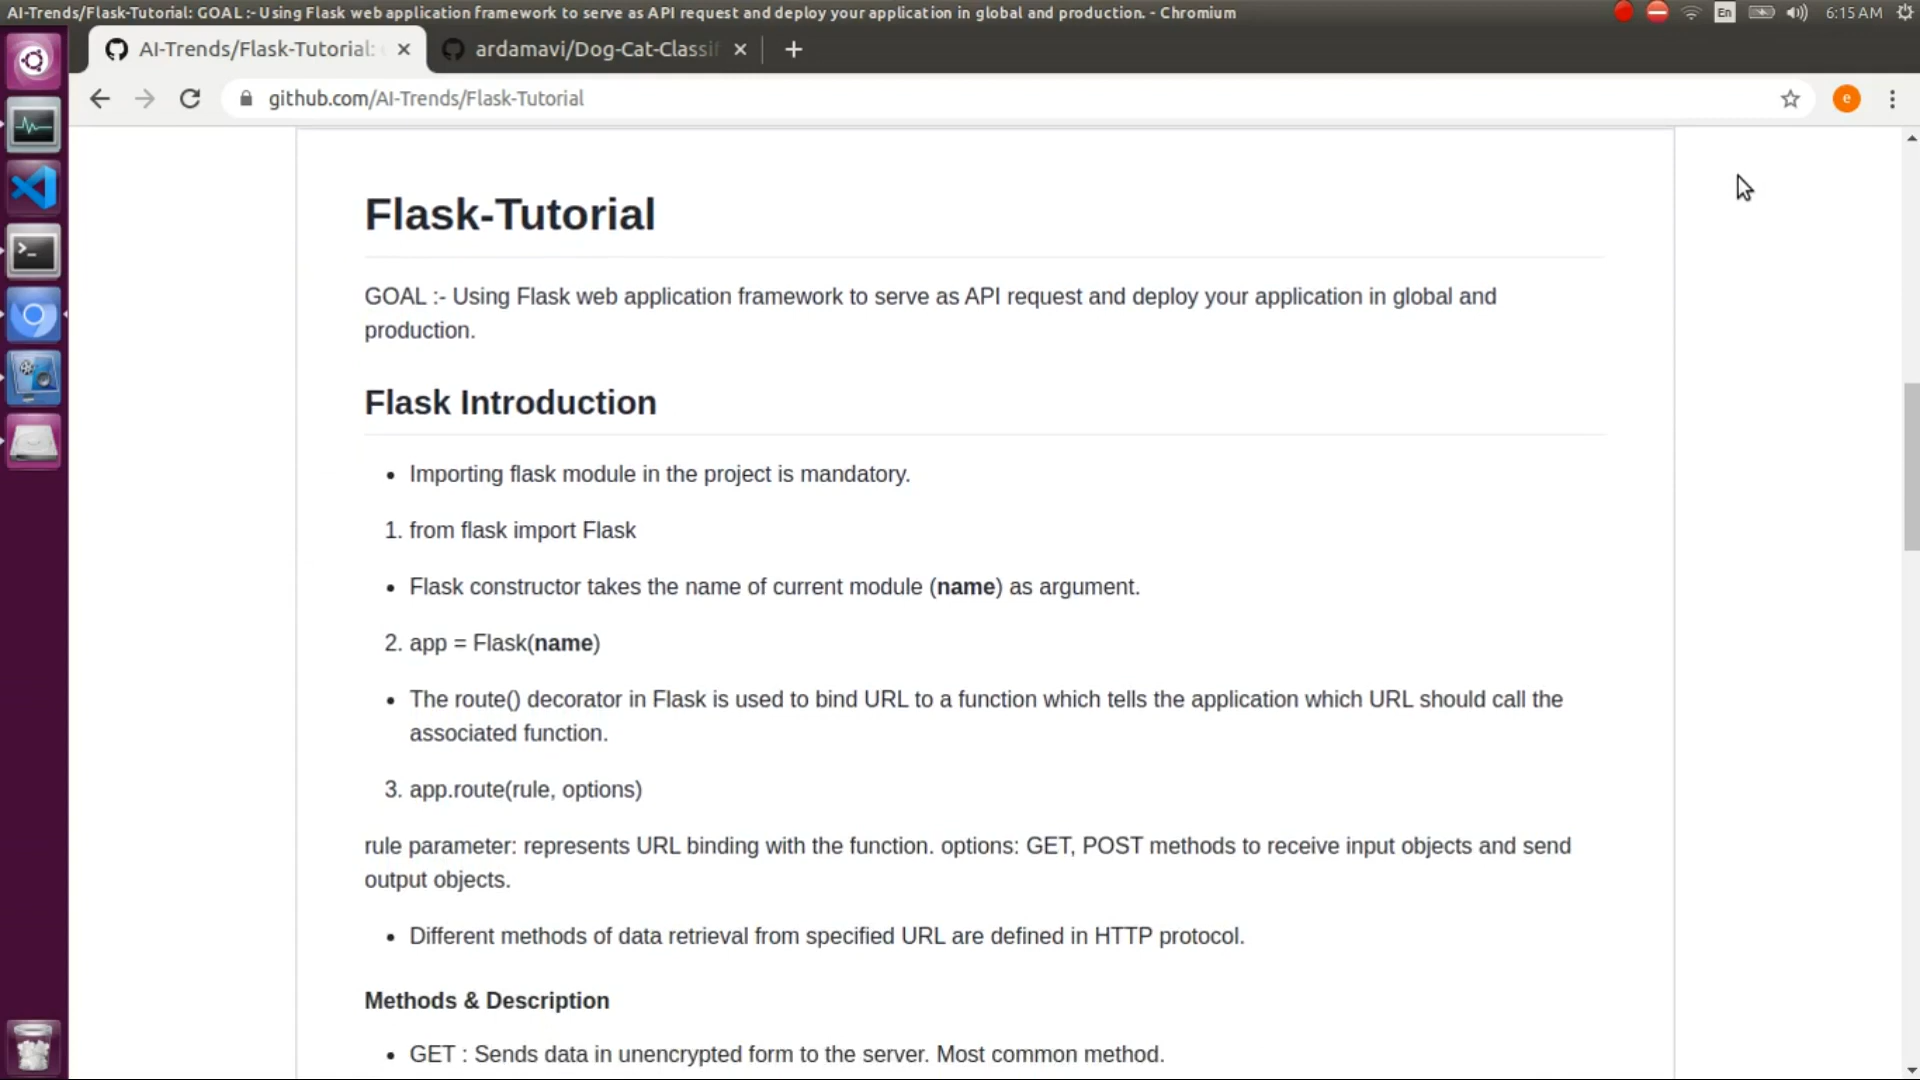 AI-Trends/Flask-Tutorial: GOAL :- Using Flask web application framework to serve as API request and deploy your application in global and production. - Chromium
En
6:15 AM
AI-Trends/Flask-Tutorial:
ardamavi/Dog-Cat-Classif
github.com/AI-Trends/Flask-Tutorial
e
Flask-Tutorial
GOAL :- Using Flask web application framework to serve as API request and deploy your application in global and
production.
Flask Introduction
• Importing flask module in the project is mandatory.
1. from flask import Flask
• Flask constructor takes the name of current module (name) as argument.
2. app = Flask(name)
• The route() decorator in Flask is used to bind URL to a function which tells the application which URL should call the
associated function.
3. app.route(rule, options)
rule parameter: represents URL binding with the function. options: GET, POST methods to receive input objects and send
output objects.
• Different methods of data retrieval from specified URL are defined in HTTP protocol.
Methods & Description
• GET : Sends data in unencrypted form to the server. Most common method.